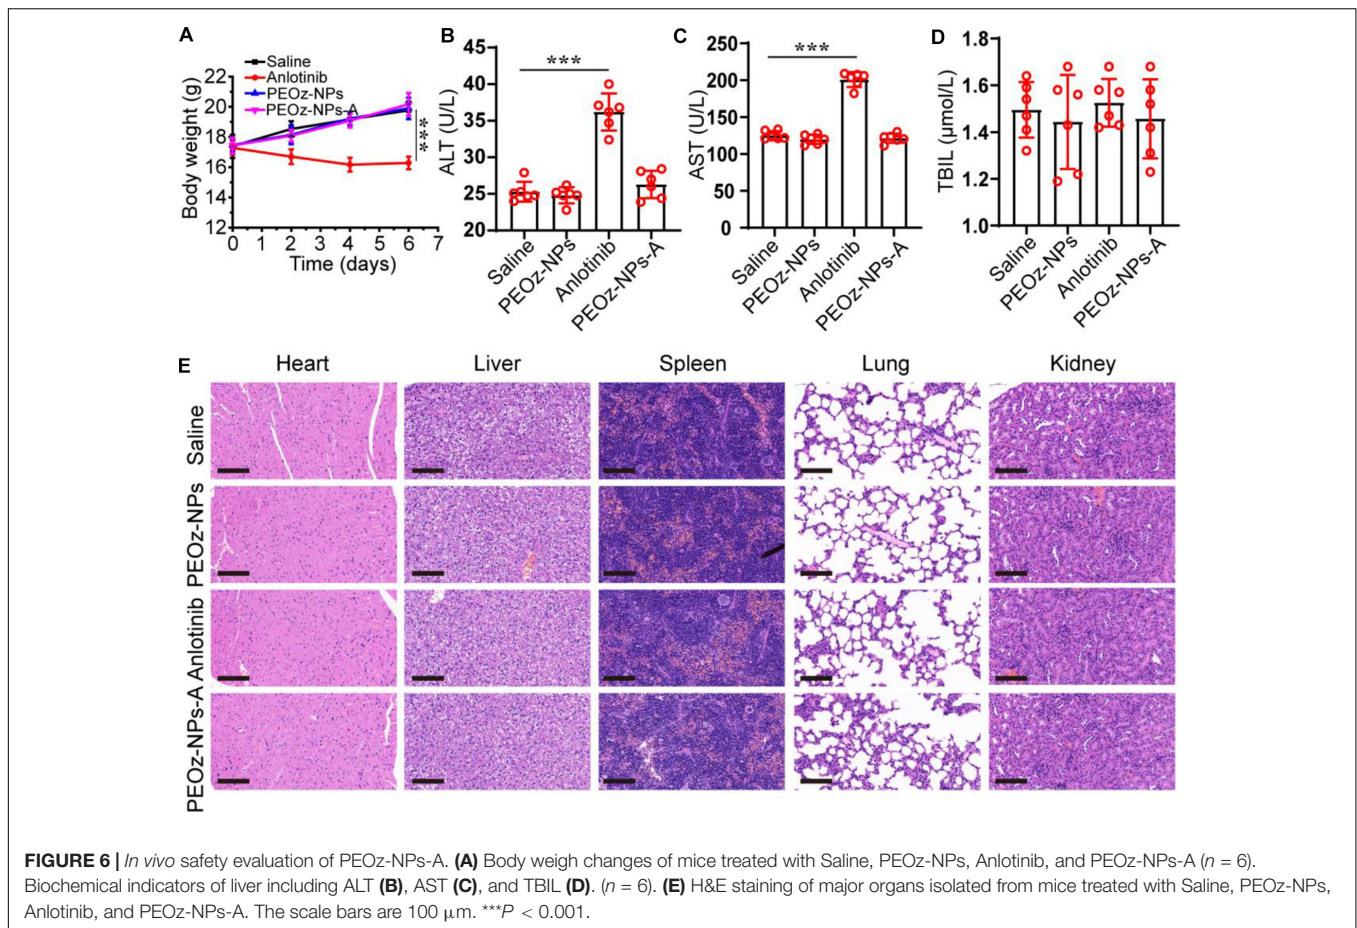 A
Body weight (g)
22
20
18
16
14
12
Saline
Anlotinib
PEOz-NPs
PEOz-NPs-A
***
0 1 2 3 4 5 6 7
Time (days)
B
ALT (U/L)
45
40
35
30
25
20
***
Saline
PEOz-NPs
Anlotinib
PEOz-NPs-A
C
AST (U/L)
250
200
150
100
50
0
***
Saline
PEOz-NPs
Anlotinib
PEOz-NPs-A
D
TBIL (μmol/L)
1.8
1.6
1.4
1.2
1.0
Saline
PEOz-NPs
Anlotinib
PEOz-NPs-A
E
Heart Liver Spleen Lung Kidney
Saline
PEOz-NPs
Anlotinib
PEOz-NPs-A
FIGURE 6 | In vivo safety evaluation of PEOz-NPs-A. (A) Body weigh changes of mice treated with Saline, PEOz-NPs, Anlotinib, and PEOz-NPs-A (n = 6).
Biochemical indicators of liver including ALT (B), AST (C), and TBIL (D). (n = 6). (E) H&E staining of major organs isolated from mice treated with Saline, PEOz-NPs,
Anlotinib, and PEOz-NPs-A. The scale bars are 100 μm. ***P < 0.001.